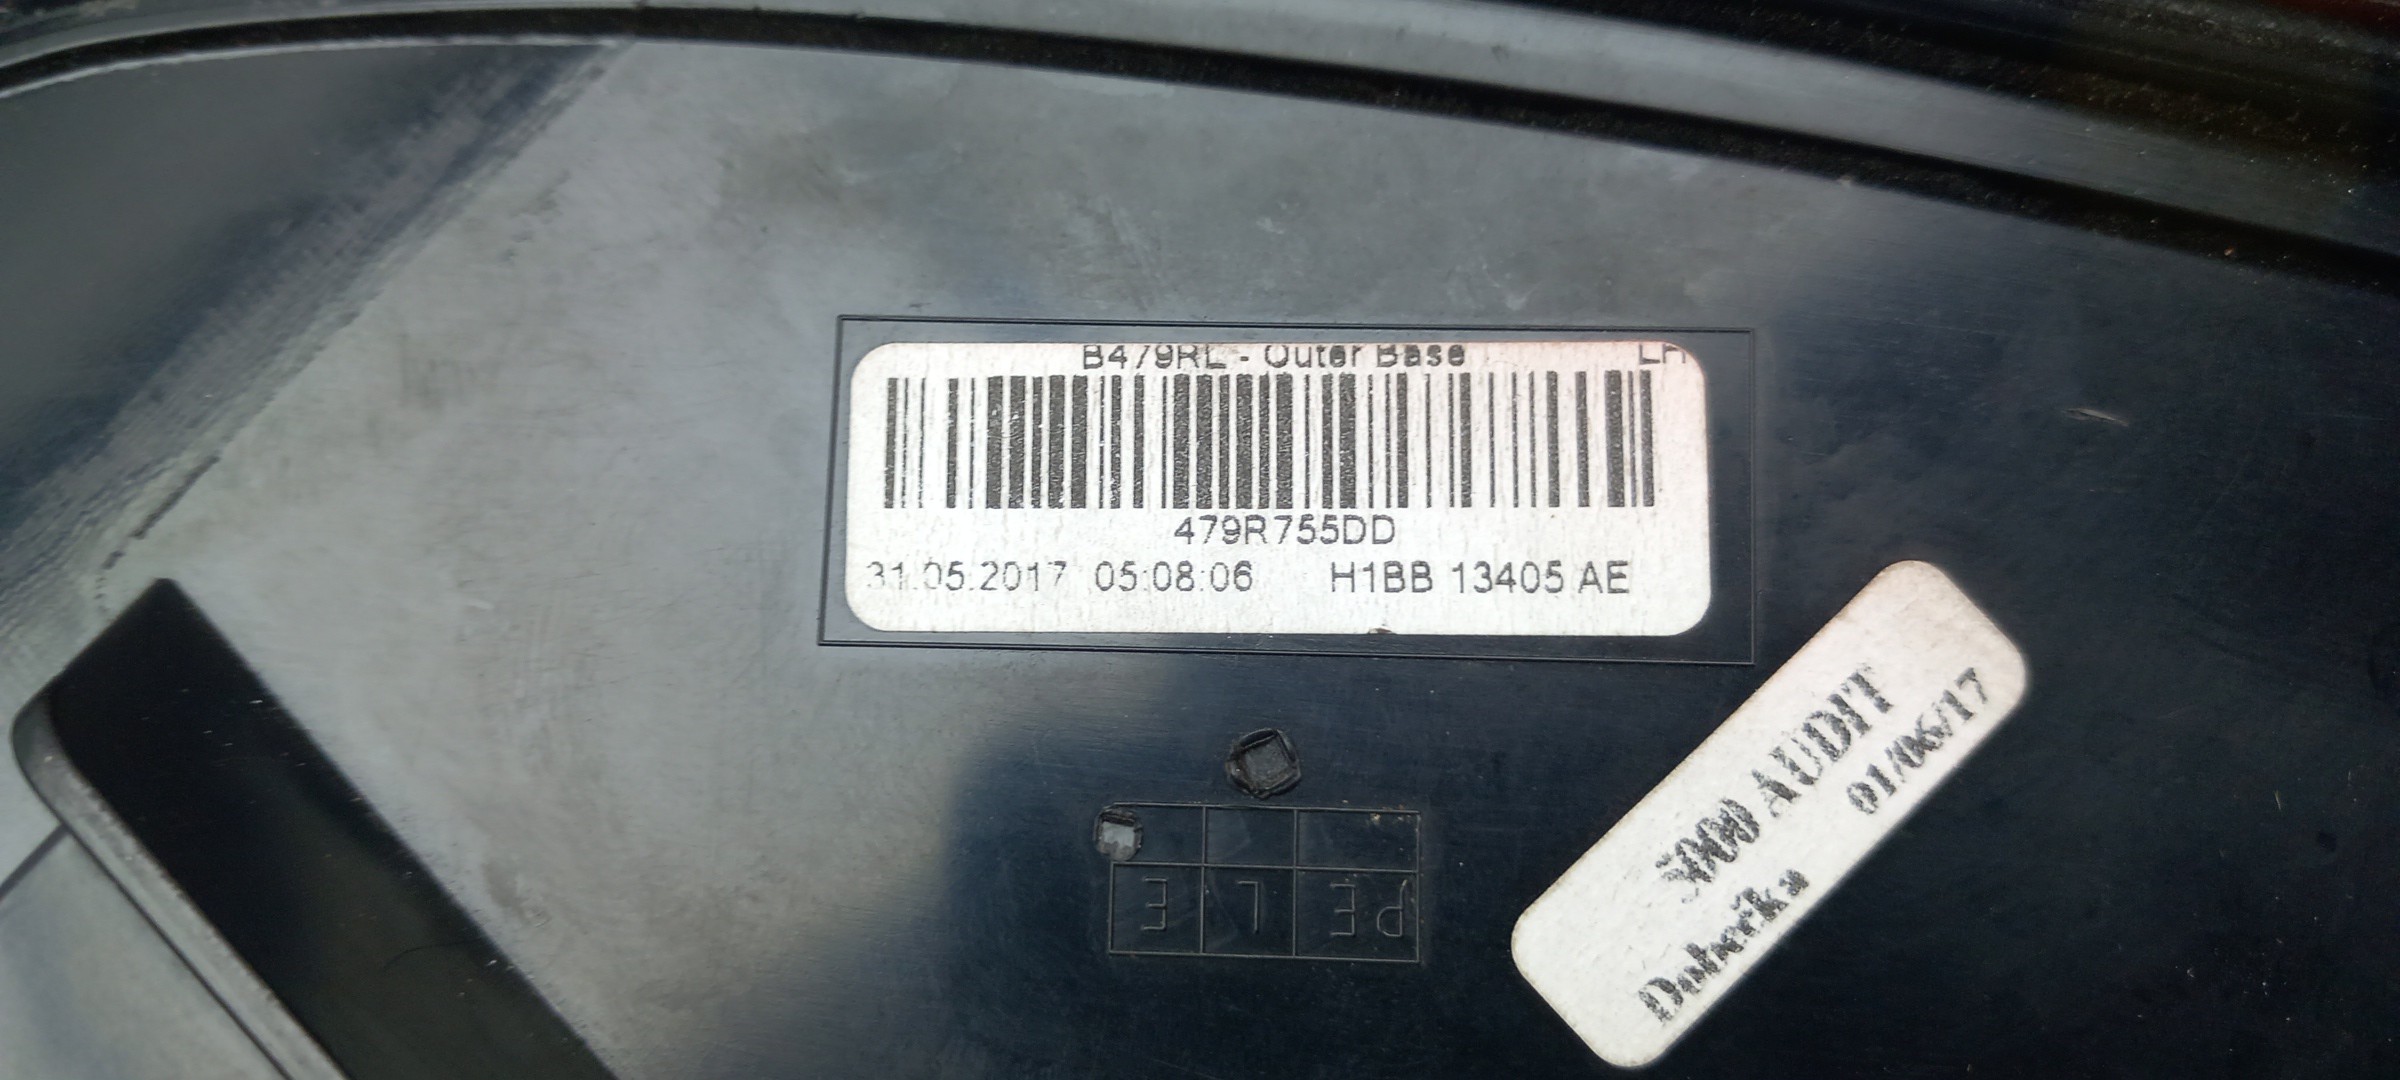 B479RL - Outer Base LH
479R755DD
31.05.2017 05:08:06 H1BB 13405 AE
AUDIT
01/06/17
E L PE